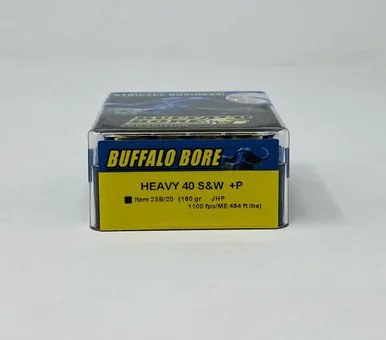 STRICTLY BUSINESS!
BUFFALO BORE
HEAVY 40 S&W +P
Item 23B/20 (180 gr JHP
1100 fps/ME 484 ft lbs)